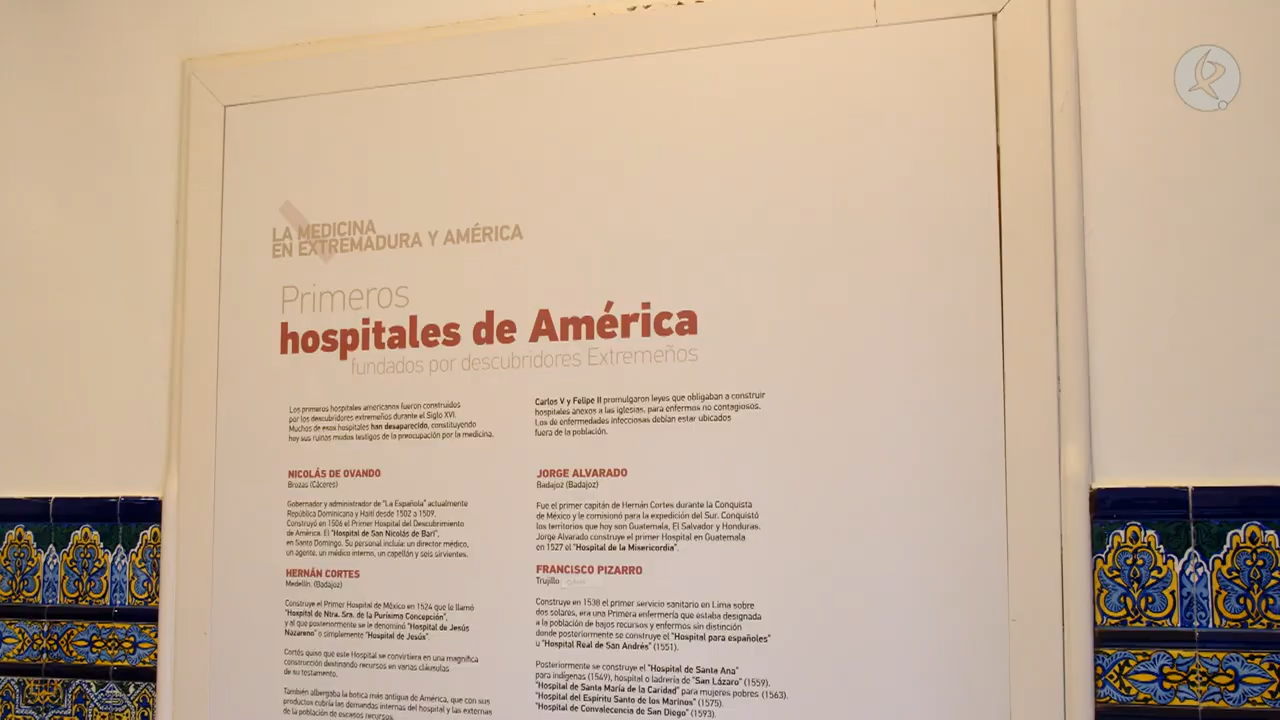 LA MEDICINA
EN EXTREMADURA Y AMÉRICA
Primeros
hospitales de América
fundados por descubridores Extremeños
Los primeros hospitales americanos fueron construidos
por los descubridores extremeños durante el Siglo XVI.
Muchos de esos hospitales han desaparecido, constituyendo
hoy sus ruinas mudos testigos de la preocupación por la medicina.
NICOLÁS DE OVANDO
Brozas (Cáceres)
Gobernador y administrador de "La Española" actualmente
República Dominicana y Haití desde 1502 a 1509.
Construyó en 1506 el Primer Hospital del Descubrimiento
de América. El "Hospital de San Nicolás de Bari",
en Santo Domingo. Su personal incluía: un director médico,
un agente, un médico interno, un capellón y seis sirvientes.
HERNÁN CORTES
Medellín. (Badajoz)
Construye el Primer Hospital de México en 1524 que le llamó
"Hospital de Ntra. Sra. de la Purísima Concepción",
y al que posteriormente se le denominó "Hospital de Jesús
Nazareno" o simplemente "Hospital de Jesús".
Cortés quiso que este Hospital se convirtiera en una magnífica
construcción destinando recursos en varias cláusulas
de su testamento.
También albergaba la botica más antigua de América, que con sus
productos cubría las demandas internas del hospital y las externas
de la población de escasos recursos.
Carlos V y Felipe II promulgaron leyes que obligaban a construir
hospitales anexos a las iglesias, para enfermos no contagiosos.
Los de enfermedades infecciosas debían estar ubicados
fuera de la población.
JORGE ALVARADO
Badajoz (Badajoz)
Fue el primer capitán de Hernán Cortes durante la Conquista
de México y le comisionó para la expedición del Sur. Conquistó
los territorios que hoy son Guatemala, El Salvador y Honduras.
Jorge Alvarado construye el primer Hospital en Guatemala
en 1527 el "Hospital de la Misericordia".
FRANCISCO PIZARRO
Trujillo
Construye en 1538 el primer servicio sanitario en Lima sobre
dos solares, era una Primera enfermería que estaba designada
a la población de bajos recursos y enfermos sin distinción
donde posteriormente se construye el "Hospital para españoles"
u "Hospital Real de San Andrés" (1551).
Posteriormente se construye el "Hospital de Santa Ana"
para indígenas (1549), hospital o ladrería de "San Lázaro" (1559).
"Hospital de Santa María de la Caridad" para mujeres pobres (1563).
"Hospital del Espíritu Santo de los Marinos" (1575).
"Hospital de Convalecencia de San Diego" (1593).